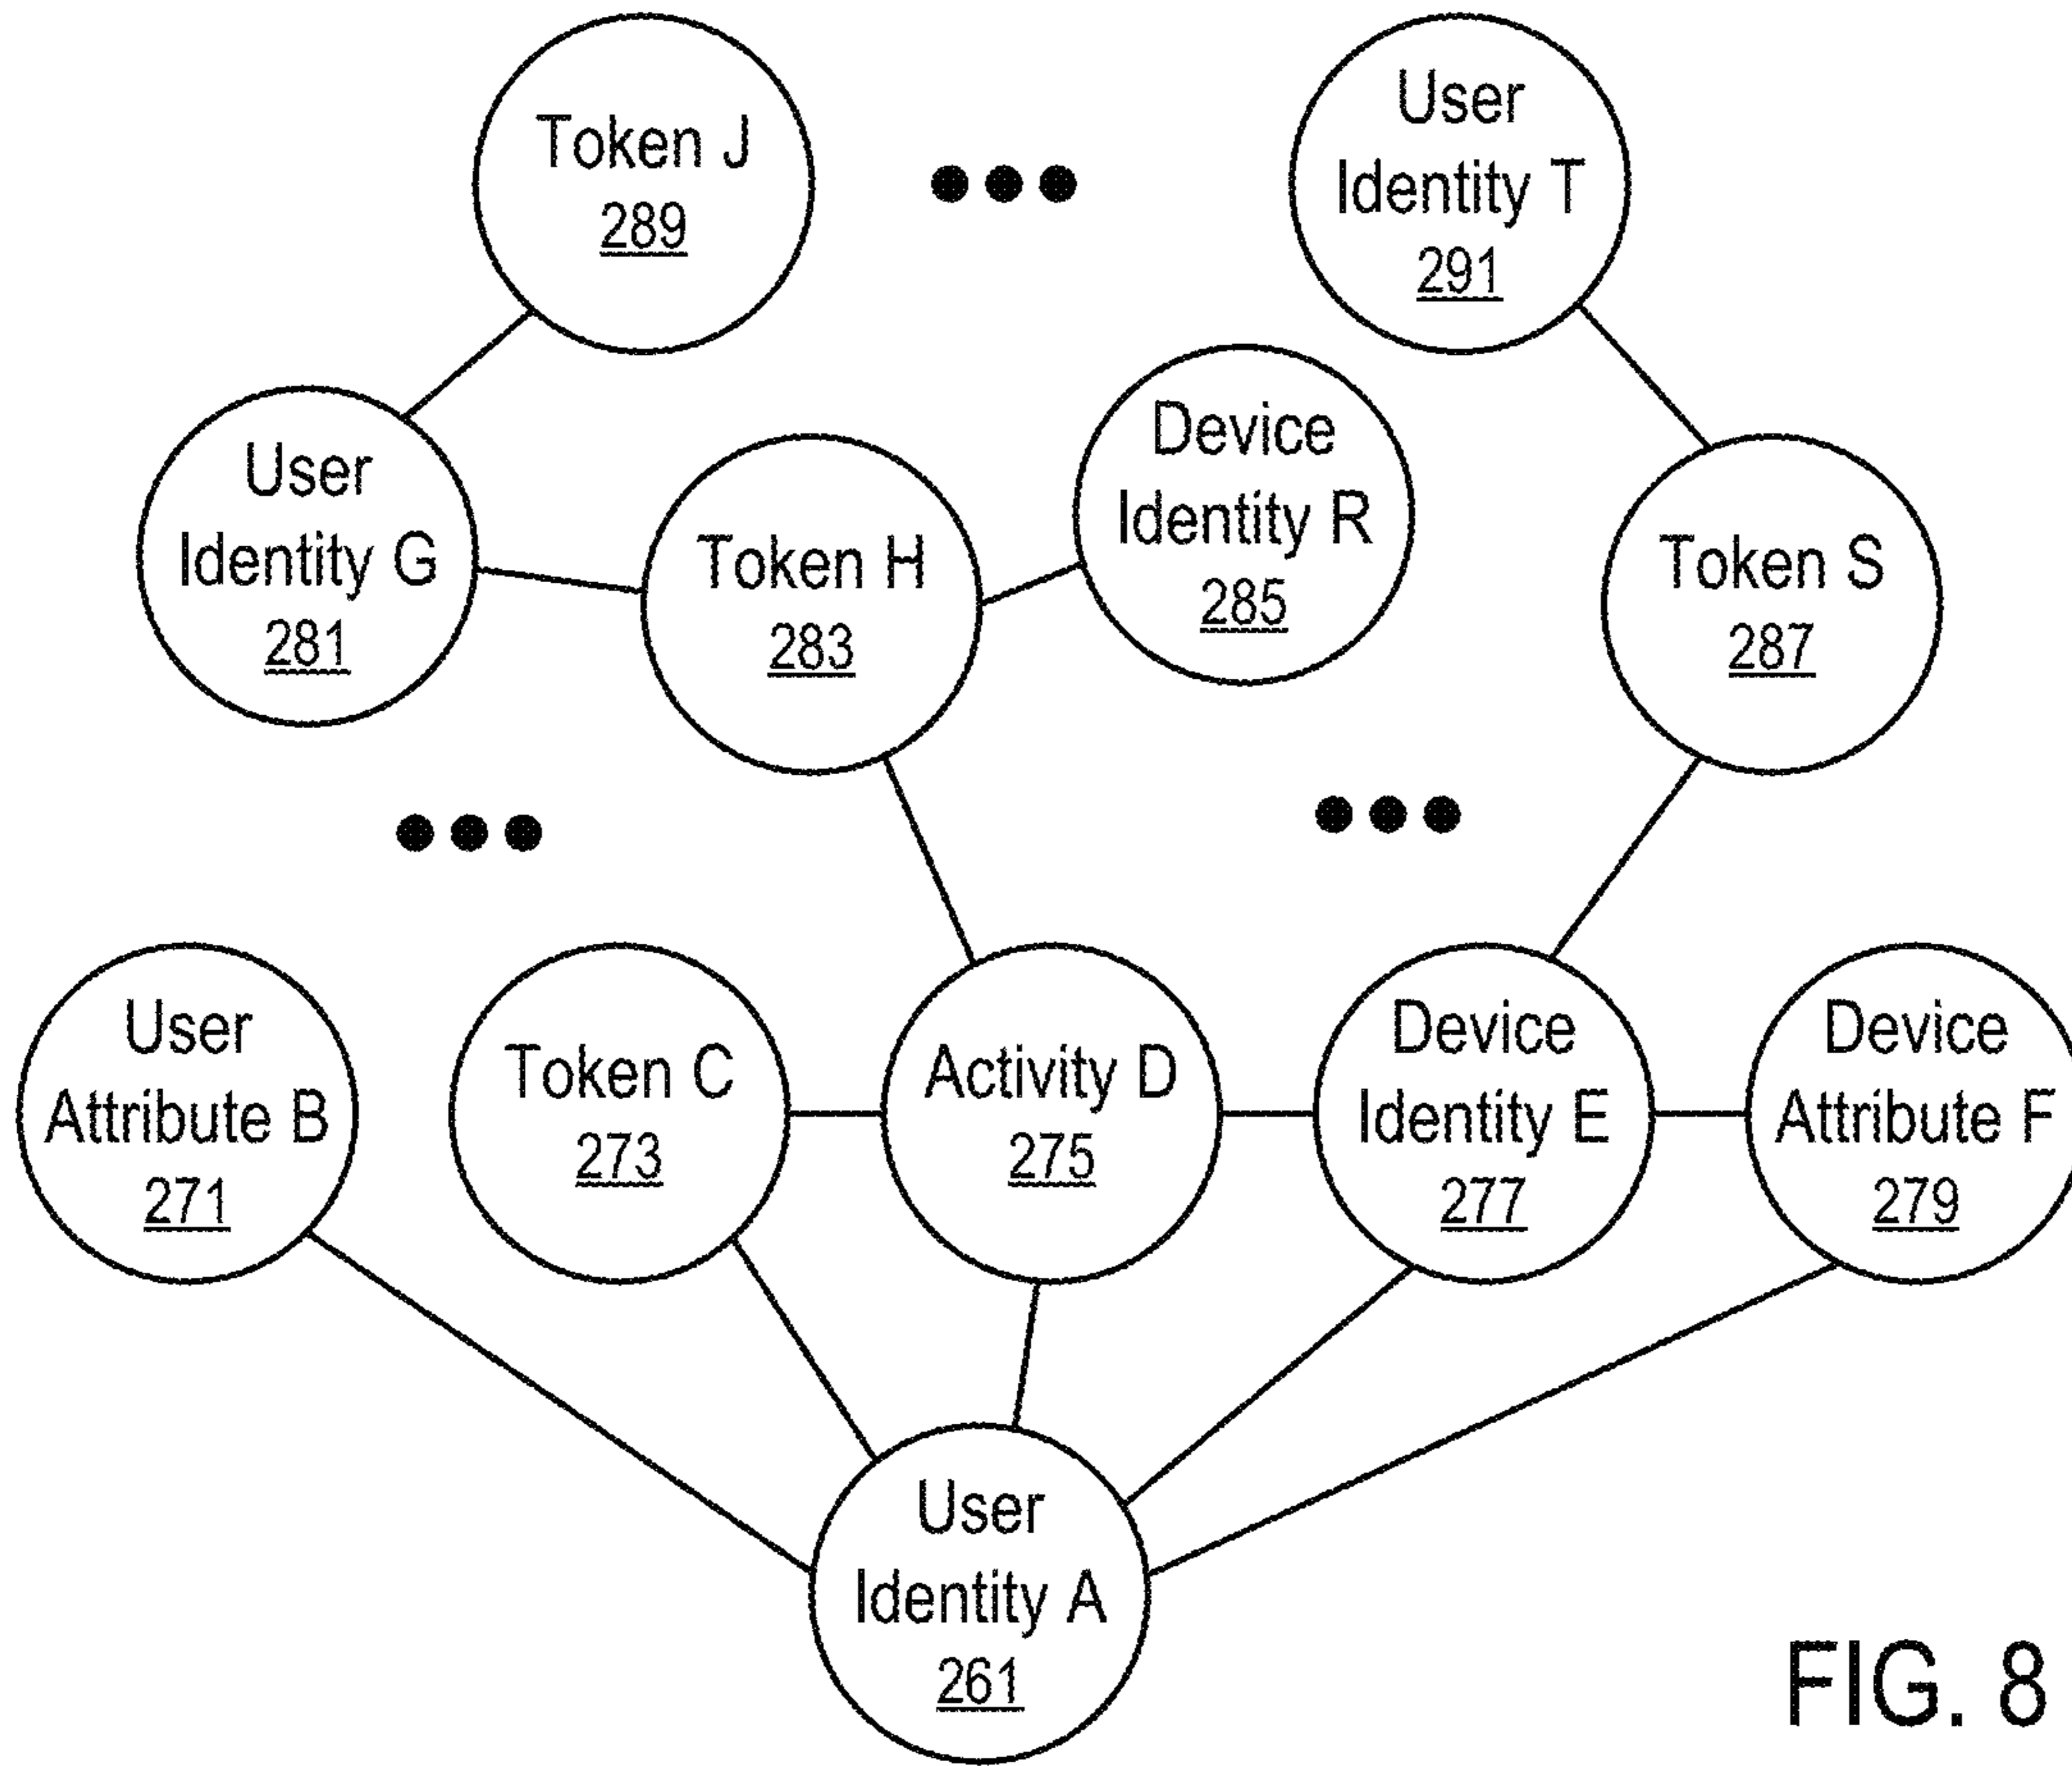 Token J
289
User
Identity T
291
User
Identity G
281
Token H
283
Device
Identity R
285
Token S
287
User
Attribute B
271
Token C
273
Activity D
275
Device
Identity E
277
Device
Attribute F
279
User
Identity A
261
FIG. 8